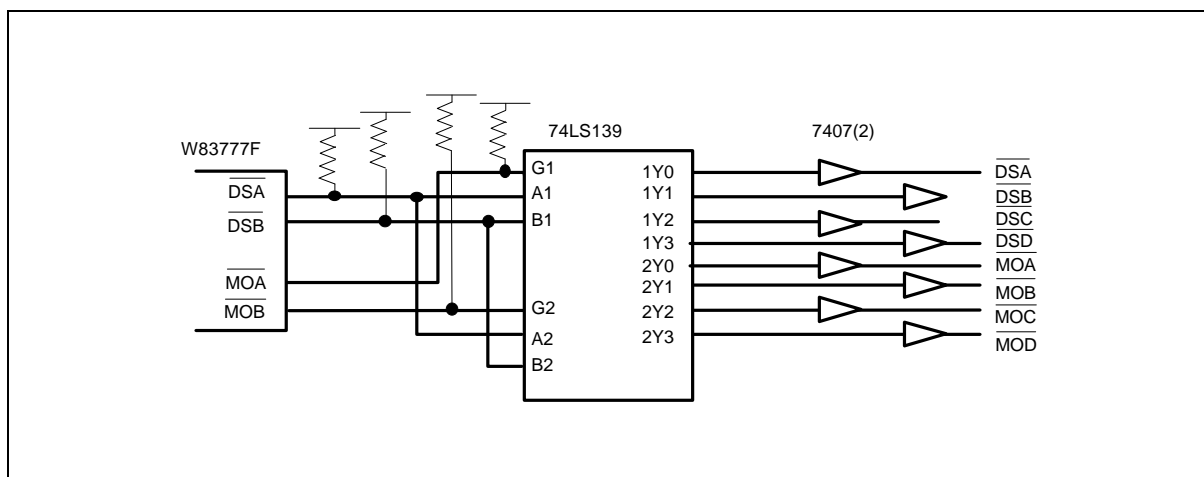 W83777F
DSA
DSB
MOA
MOB
74LS139
G1
A1
B1
G2
A2
B2
1Y0
1Y1
1Y2
1Y3
2Y0
2Y1
2Y2
2Y3
7407(2)
DSA
DSB
DSC
DSD
MOA
MOB
MOC
MOD